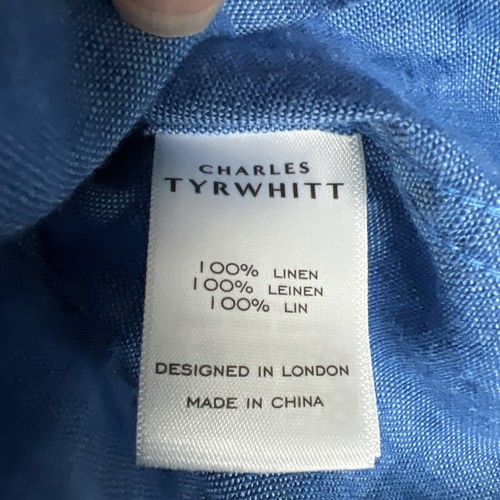 CHARLES
TYRWHITT
100% LINEN
100% LEINEN
100% LIN
DESIGNED IN LONDON
MADE IN CHINA